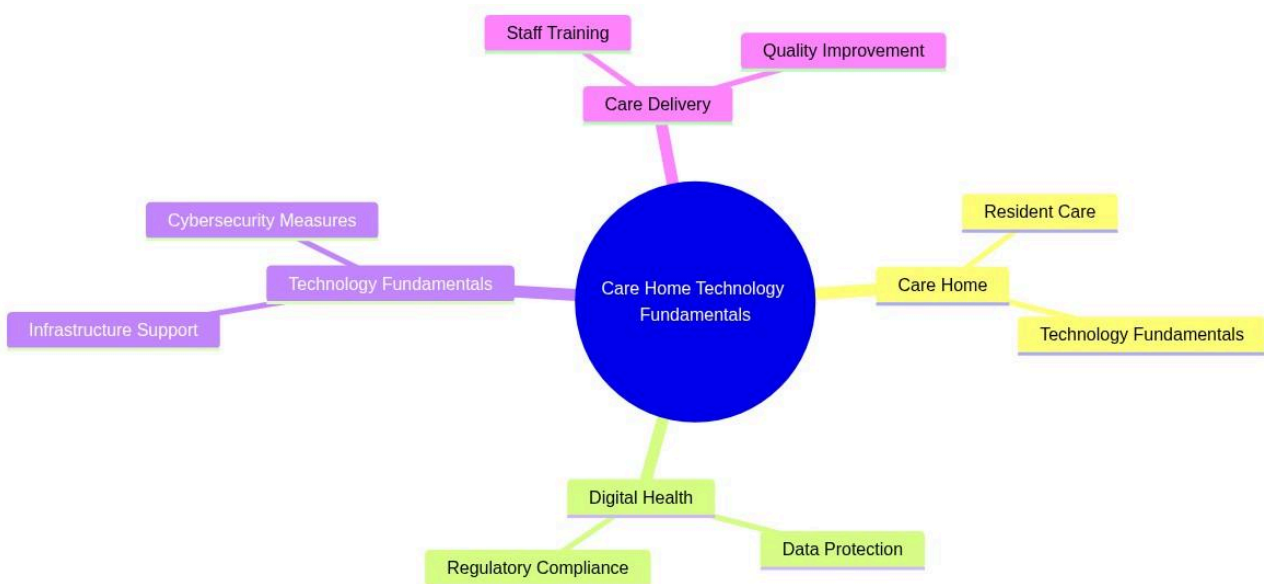 Staff Training
Quality Improvement
Care Delivery
Cybersecurity Measures
Resident Care
Technology Fundamentals
Care Home
Care Home Technology
Fundamentals
Infrastructure Support
Technology Fundamentals
Digital Health
Data Protection
Regulatory Compliance